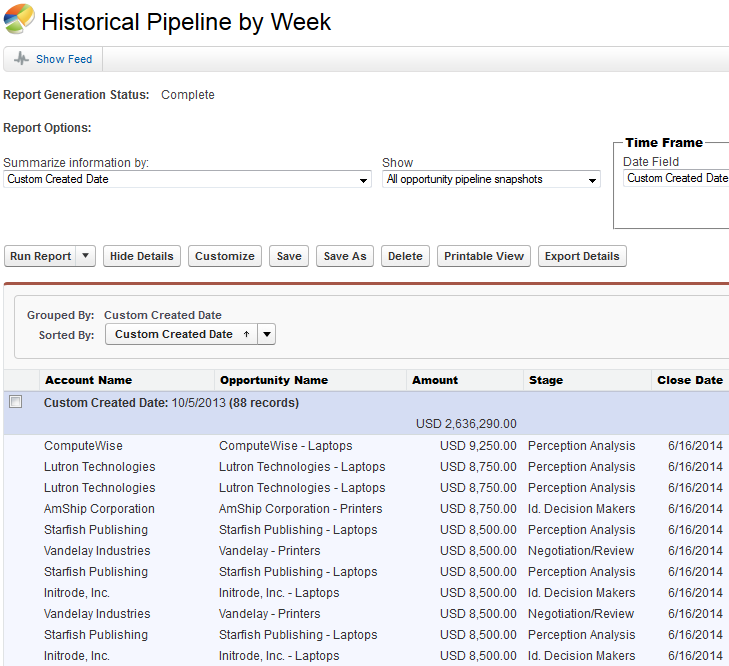 Historical Pipeline by Week
Show Feed
Report Generation Status: Complete
Report Options:
Time Frame
Summarize information by: Show Date Field
Custom Created Date All opportunity pipeline snapshots Custom Created Date
Run Report Hide Details Customize Save Save As Delete Printable View Export Details
Grouped By: Custom Created Date
Sorted By: Custom Created Date ↑
Account Name Opportunity Name Amount Stage Close Date
Custom Created Date: 10/5/2013 (88 records)
USD 2,636,290.00
ComputeWise ComputeWise - Laptops USD 9,250.00 Perception Analysis 6/16/2014
Lutron Technologies Lutron Technologies - Laptops USD 8,750.00 Perception Analysis 6/16/2014
Lutron Technologies Lutron Technologies - Laptops USD 8,750.00 Perception Analysis 6/16/2014
AmShip Corporation AmShip Corporation - Printers USD 8,750.00 Id. Decision Makers 6/16/2014
Starfish Publishing Starfish Publishing - Laptops USD 8,500.00 Perception Analysis 6/16/2014
Vandelay Industries Vandelay - Printers USD 8,500.00 Negotiation/Review 6/16/2014
Starfish Publishing Starfish Publishing - Laptops USD 8,500.00 Perception Analysis 6/16/2014
Initrode, Inc. Initrode, Inc. - Laptops USD 8,500.00 Id. Decision Makers 6/16/2014
Vandelay Industries Vandelay - Printers USD 8,500.00 Negotiation/Review 6/16/2014
Starfish Publishing Starfish Publishing - Laptops USD 8,500.00 Perception Analysis 6/16/2014
Initrode, Inc. Initrode, Inc. - Laptops USD 8,500.00 Id. Decision Makers 6/16/2014